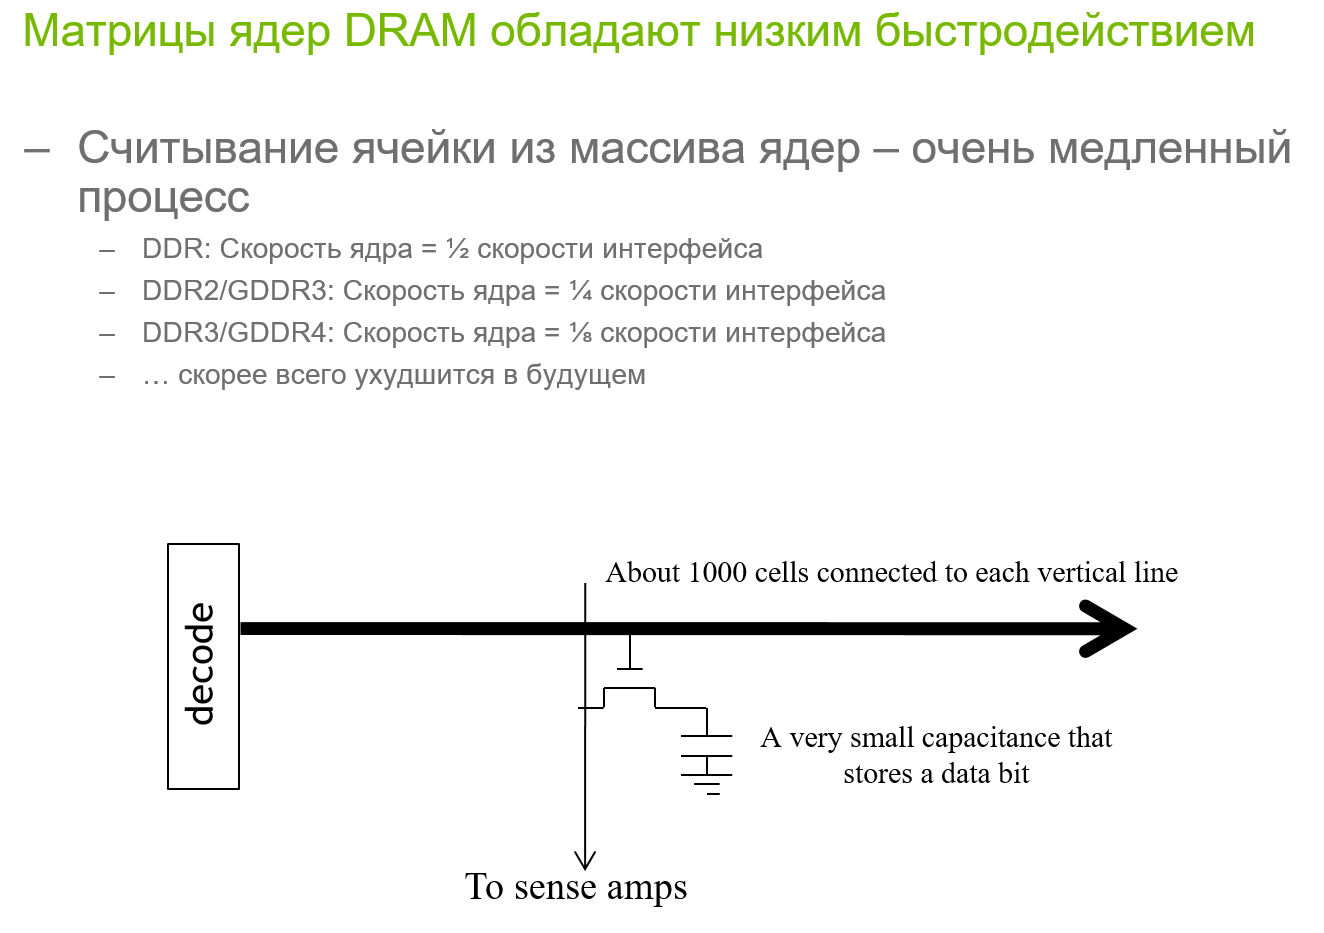 Матрицы ядер DRAM обладают низким быстродействием
– Считывание ячейки из массива ядер – очень медленный
процесс
– DDR: Скорость ядра = ½ скорости интерфейса
– DDR2/GDDR3: Скорость ядра = ¼ скорости интерфейса
– DDR3/GDDR4: Скорость ядра = ⅛ скорости интерфейса
– … скорее всего ухудшится в будущем
decode
About 1000 cells connected to each vertical line
A very small capacitance that
stores a data bit
To sense amps